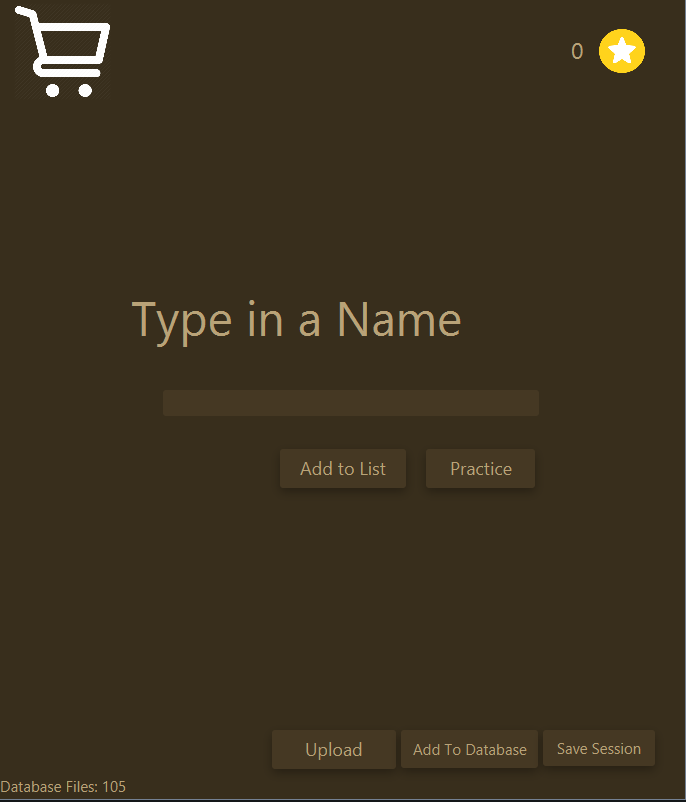 0
Type in a Name
Add to List Practice
Upload Add To Database Save Session
Database Files: 105